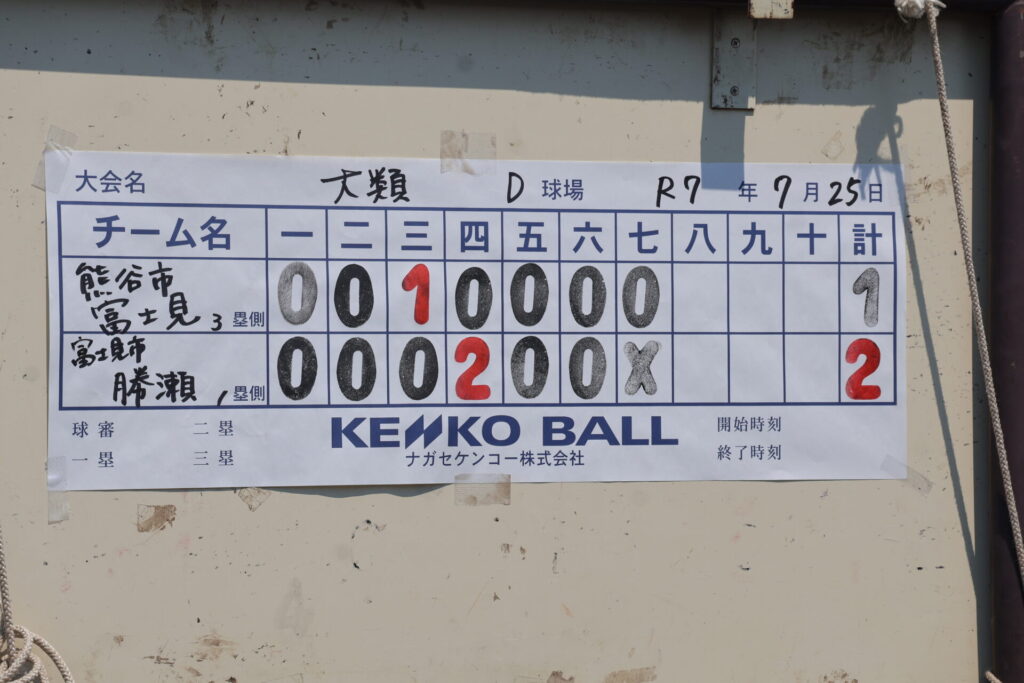 大会名 大類 D 球場 R7 年 7 月 25 日
チーム名 一 二 三 四 五 六 七 八 九 十 計
熊谷市
富士見 3 塁側 0 0 1 0 0 0 0 1
富士見市
勝瀬 1 塁側 0 0 0 2 0 0 X 2
球審 二塁 KENKO BALL 開始時刻
一塁 三塁 ナガセケンコー株式会社 終了時刻